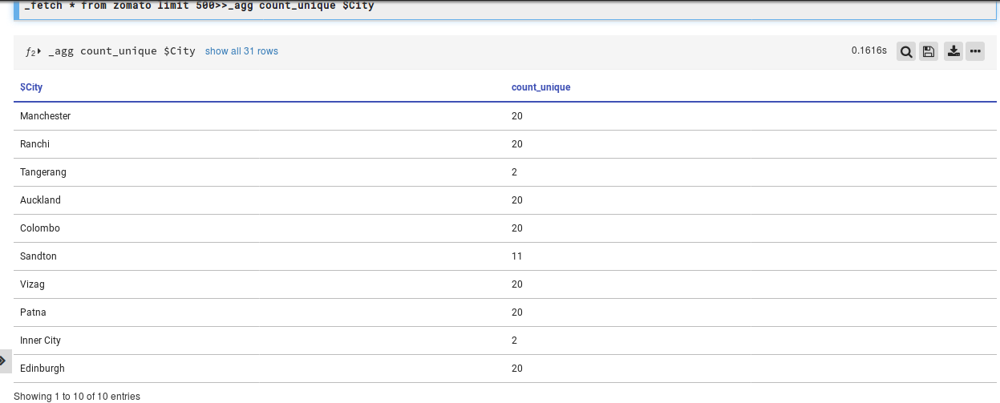 _fetch * from zomato limit 500>>_agg count_unique $City
f2 _agg count_unique $City show all 31 rows 0.1616s
$City count_unique
Manchester 20
Ranchi 20
Tangerang 2
Auckland 20
Colombo 20
Sandton 11
Vizag 20
Patna 20
Inner City 2
Edinburgh 20
Showing 1 to 10 of 10 entries